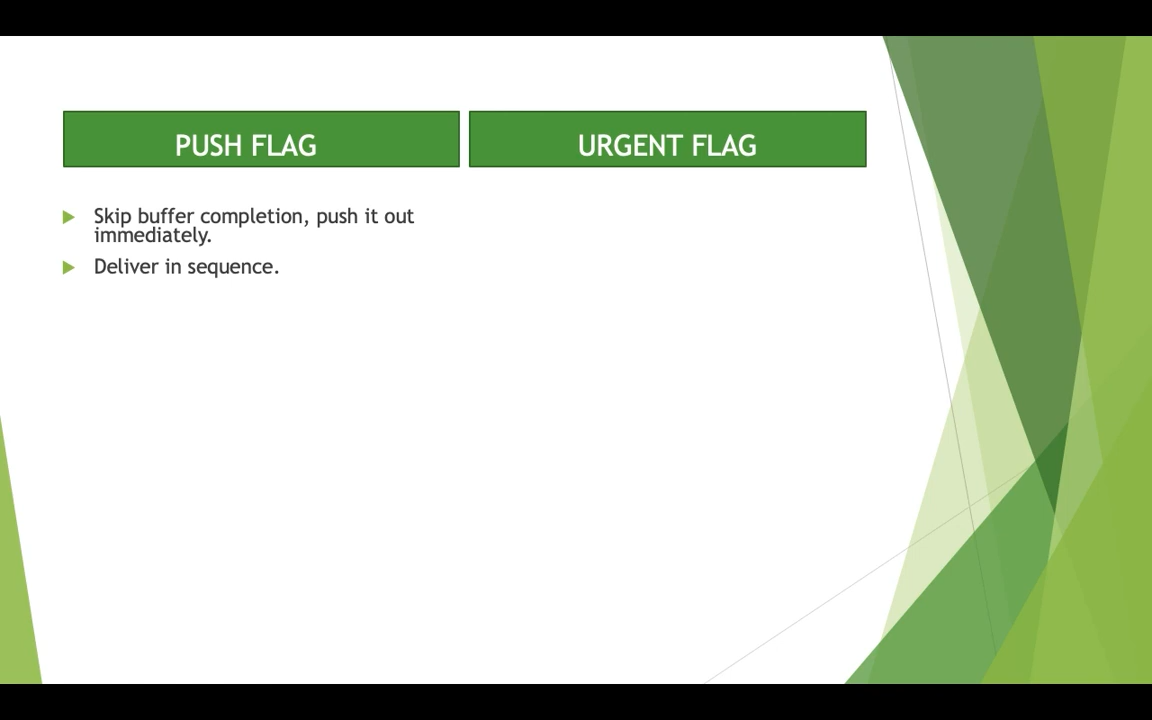 PUSH FLAG
URGENT FLAG
Skip buffer completion, push it out
immediately.
Deliver in sequence.